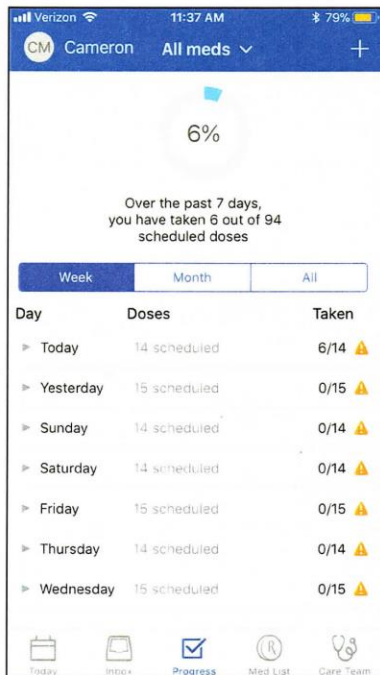 Verizon 11:37 AM 79%
CM Cameron All meds +
6%
Over the past 7 days,
you have taken 6 out of 94
scheduled doses
Week Month All
Day Doses Taken
Today 14 scheduled 6/14
Yesterday 15 scheduled 0/15
Sunday 14 scheduled 0/14
Saturday 14 scheduled 0/14
Friday 15 scheduled 0/15
Thursday 14 scheduled 0/14
Wednesday 15 scheduled 0/15
Today Inbox Progress Med List Care Team